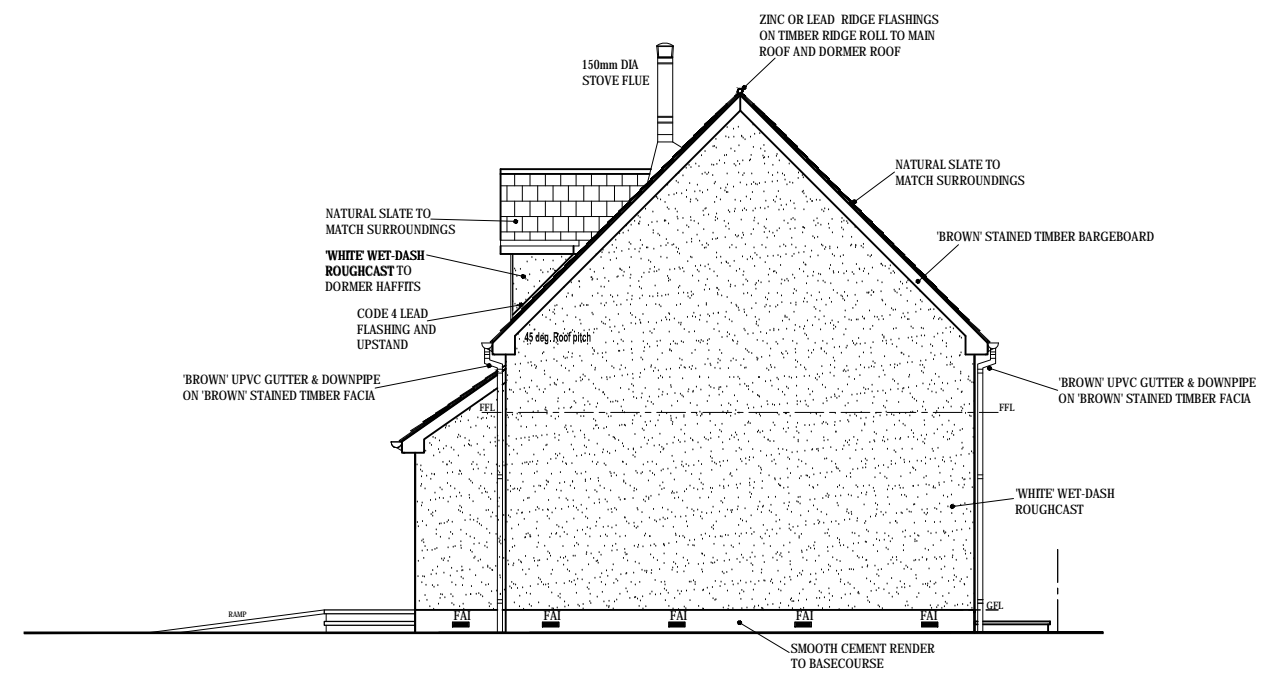 ZINC OR LEAD RIDGE FLASHINGS
ON TIMBER RIDGE ROLL TO MAIN
ROOF AND DORMER ROOF
150mm DIA
STOVE FLUE
NATURAL SLATE TO
MATCH SURROUNDINGS
NATURAL SLATE TO
MATCH SURROUNDINGS
'BROWN' STAINED TIMBER BARGEBOARD
'WHITE' WET-DASH
ROUGHCAST TO
DORMER HAFFITS
CODE 4 LEAD
FLASHING AND
UPSTAND
45 deg. Roof pitch
'BROWN' UPVC GUTTER & DOWNPIPE
ON 'BROWN' STAINED TIMBER FACIA
'BROWN' UPVC GUTTER & DOWNPIPE
ON 'BROWN' STAINED TIMBER FACIA
FFL
FFL
'WHITE' WET-DASH
ROUGHCAST
RAMP
GFL
FAI
FAI
FAI
FAI
FAI
SMOOTH CEMENT RENDER
TO BASECOURSE